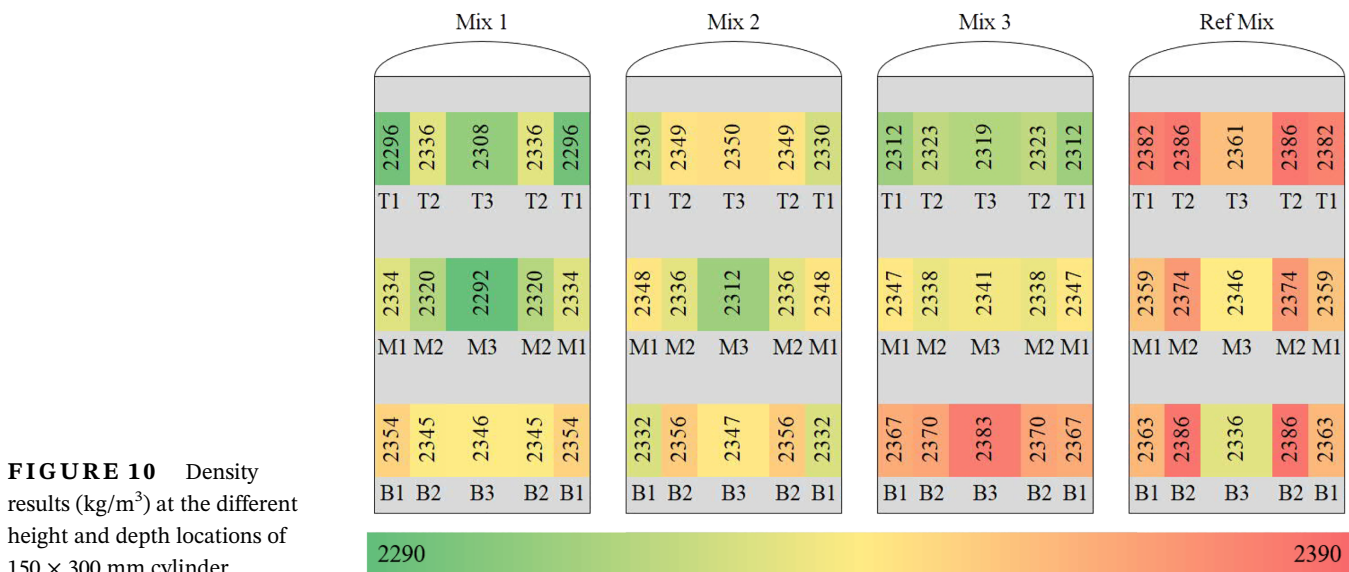 Mix 1 Mix 2 Mix 3 Ref Mix
2296 2336 2308 2336 2296 2330 2349 2350 2349 2330 2312 2323 2319 2323 2312 2382 2386 2361 2386 2382
T1 T2 T3 T2 T1 T1 T2 T3 T2 T1 T1 T2 T3 T2 T1 T1 T2 T3 T2 T1
2334 2320 2292 2320 2334 2348 2336 2312 2336 2348 2347 2338 2341 2338 2347 2359 2374 2346 2374 2359
M1 M2 M3 M2 M1 M1 M2 M3 M2 M1 M1 M2 M3 M2 M1 M1 M2 M3 M2 M1
2354 2345 2346 2345 2354 2332 2356 2347 2356 2332 2367 2370 2383 2370 2367 2363 2386 2336 2386 2363
B1 B2 B3 B2 B1 B1 B2 B3 B2 B1 B1 B2 B3 B2 B1 B1 B2 B3 B2 B1
2290 2390
FIGURE 10 Density
results (kg/m³) at the different
height and depth locations of
150 × 300 mm cylinder